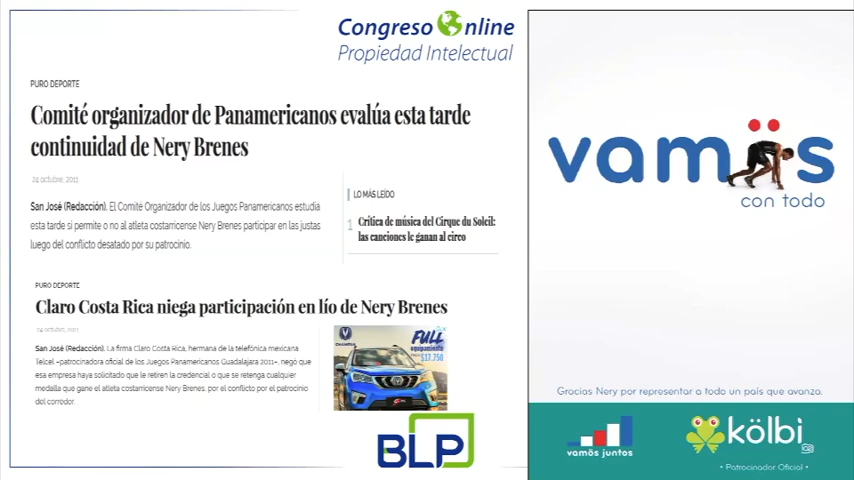 Congreso Online
Propiedad Intelectual
PURO DEPORTE
Comité organizador de Panamericanos evalúa esta tarde
continuidad de Nery Brenes
24 octubre, 2011
San José (Redacción). El Comité Organizador de los Juegos Panamericanos estudia
esta tarde si permite o no al atleta costarricense Nery Brenes participar en las justas
luego del conflicto desatado por su patrocinio.
LO MÁS LEÍDO
1 Crítica de música del Cirque du Soleil:
las canciones le ganan al circo
PURO DEPORTE
Claro Costa Rica niega participación en lío de Nery Brenes
24 octubre, 2011
San José (Redacción). La firma Claro Costa Rica, hermana de la telefónica mexicana
Telcel «patrocinadora oficial de los Juegos Panamericanos Guadalajara 2011», negó que
esa empresa haya solicitado que le retiren la credencial o que se retenga cualquier
medalla que gane el atleta costarricense Nery Brenes, por el conflicto por el patrocinio
del corredor.
FULL
equipamiento
$17.750
BLP
vamös
con todo
Gracias Nery por representar a todo un país que avanza.
vamös juntos
kölbi
ice
• Patrocinador Oficial •